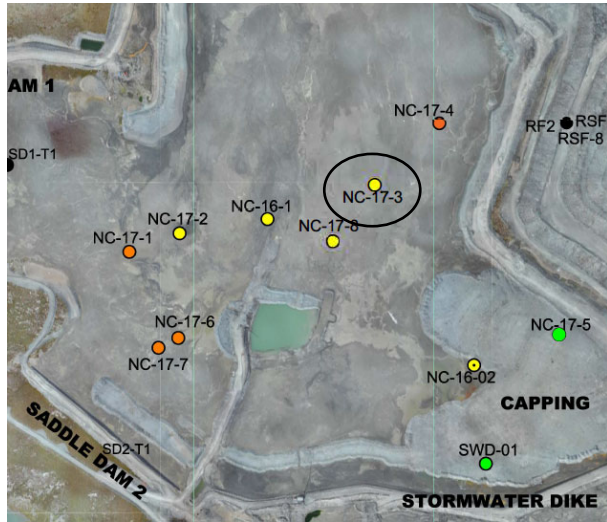 AM 1
NC-17-4
RF2 RSF
RSF-8
SD1-T1
NC-17-3
NC-16-1
NC-17-2
NC-17-8
NC-17-1
NC-17-6
NC-17-5
NC-17-7
NC-16-02
CAPPING
SADDLE DAM 2
SD2-T1
SWD-01
STORMWATER DIKE